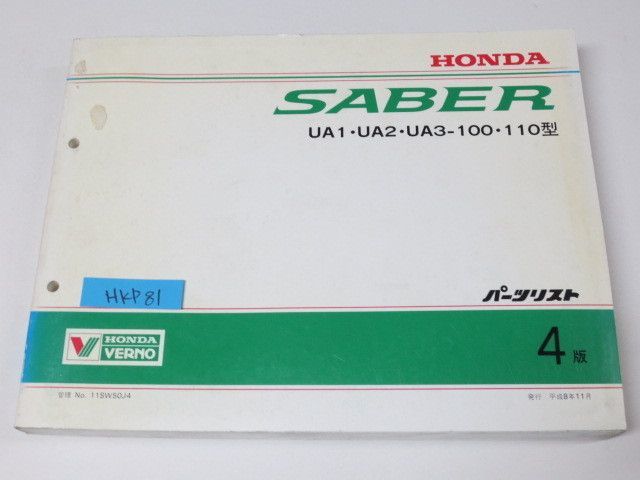 HONDA
SABER
UA1・UA2・UA3-100・110型
HKP81
パーツリスト
HONDA
VERNO
4版
管理 No. 11SW50J4
発行 平成8年11月